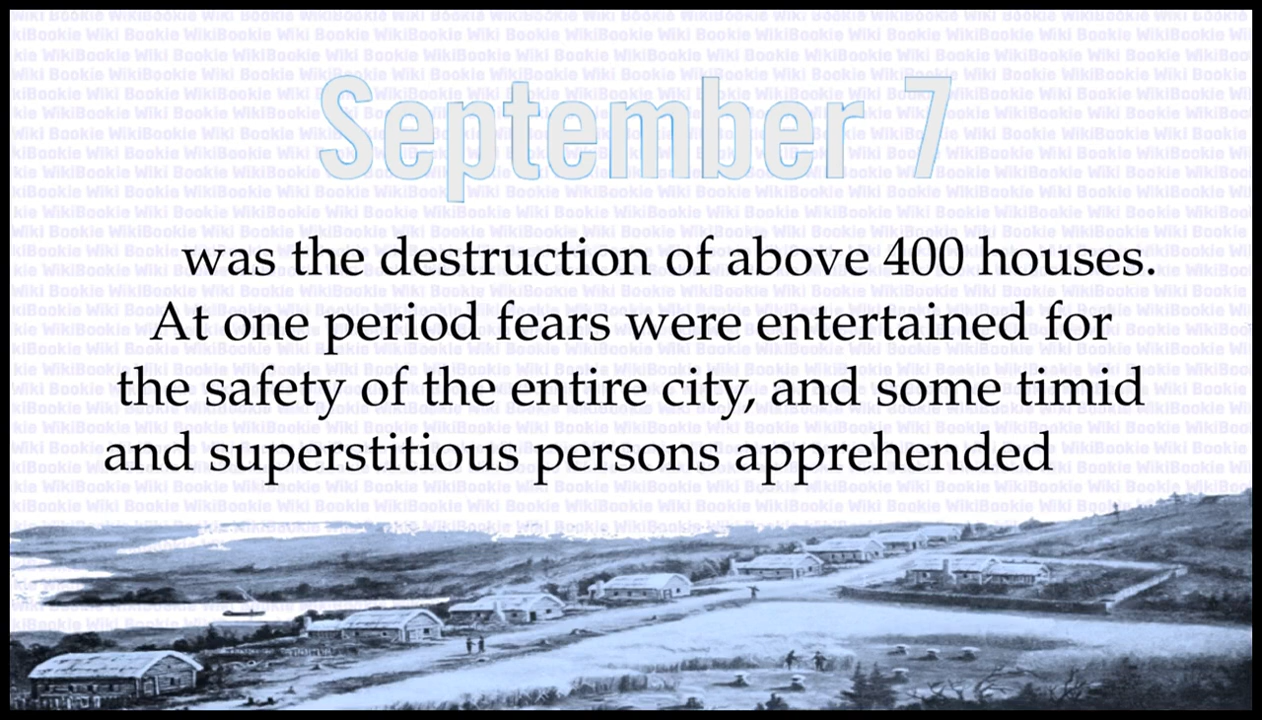 September 7
was the destruction of above 400 houses.
At one period fears were entertained for
the safety of the entire city, and some timid
and superstitious persons apprehended